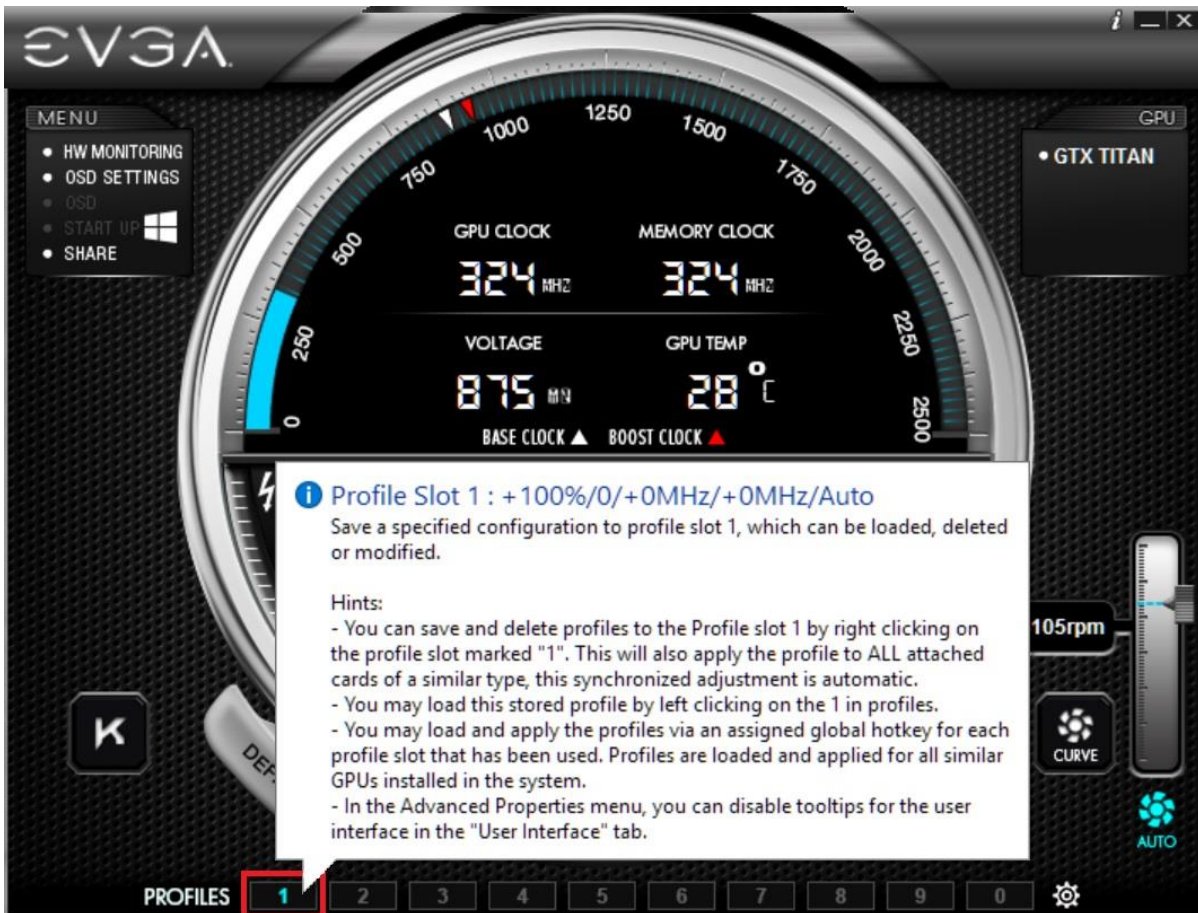 EVGA
i
MENU
HW MONITORING
OSD SETTINGS
OSD
START UP
SHARE
GPU
GTX TITAN
0
250
500
750
1000
1250
1500
1750
2000
2250
2500
GPU CLOCK
324 MHZ
MEMORY CLOCK
324 MHZ
VOLTAGE
875
GPU TEMP
28 °C
BASE CLOCK
BOOST CLOCK
Profile Slot 1 : +100%/0/+0MHz/+0MHz/Auto
Save a specified configuration to profile slot 1, which can be loaded, deleted
or modified.
Hints:
- You can save and delete profiles to the Profile slot 1 by right clicking on
the profile slot marked "1". This will also apply the profile to ALL attached
cards of a similar type, this synchronized adjustment is automatic.
- You may load this stored profile by left clicking on the 1 in profiles.
- You may load and apply the profiles via an assigned global hotkey for each
profile slot that has been used. Profiles are loaded and applied for all similar
GPUs installed in the system.
- In the Advanced Properties menu, you can disable tooltips for the user
interface in the "User Interface" tab.
105rpm
K
CURVE
AUTO
PROFILES 1 2 3 4 5 6 7 8 9 0